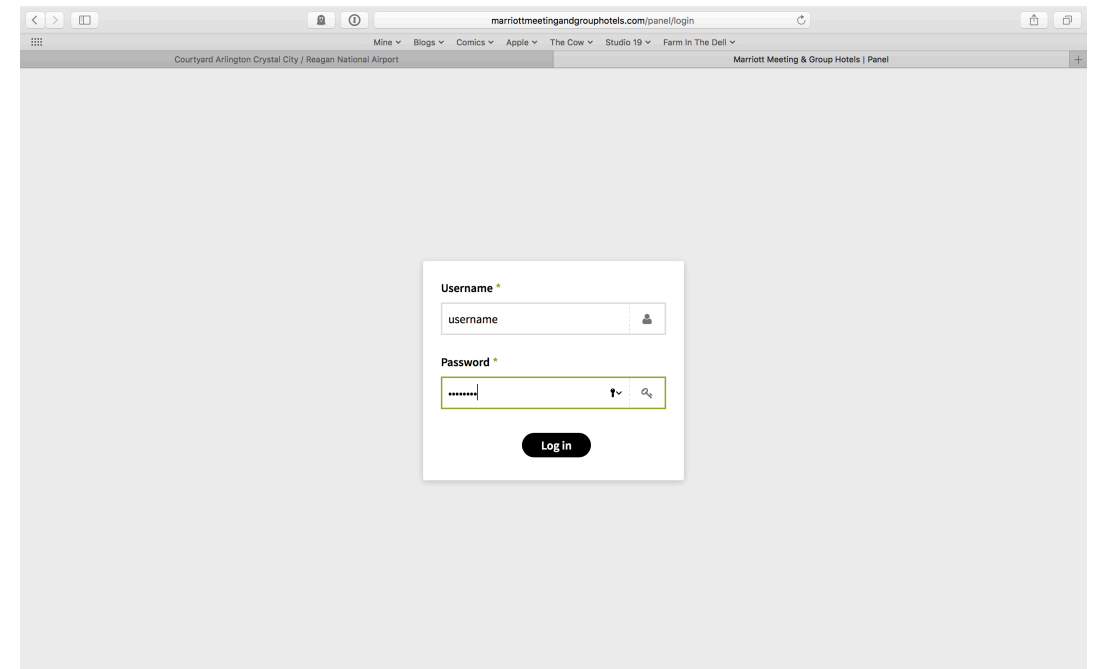 marriottmeetingandgrouphotels.com/panel/login
Mine Blogs Comics Apple The Cow Studio 19 Farm In The Dell
Courtyard Arlington Crystal City / Reagan National Airport Marriott Meeting & Group Hotels | Panel +
Username *
username
Password *
••••••••
Log in